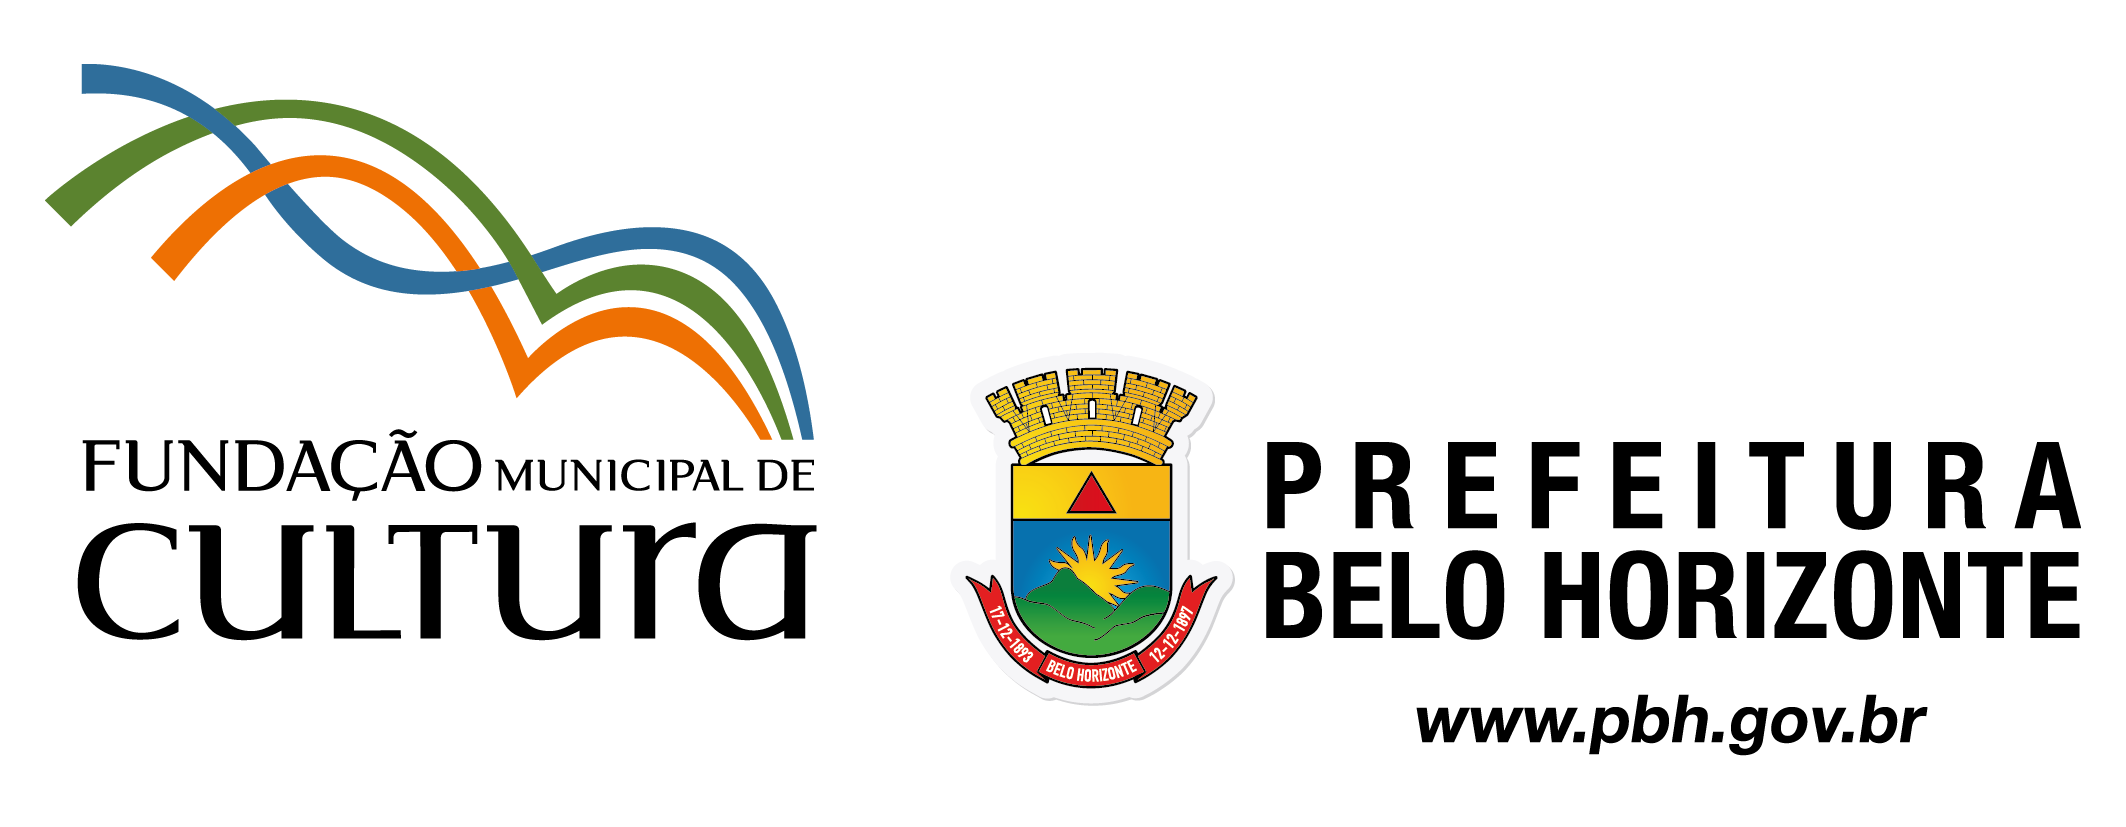 FUNDAÇÃO MUNICIPAL DE
CULTURA
17-12-1893
BELO HORIZONTE
12-12-1897
PREFEITURA
BELO HORIZONTE
www.pbh.gov.br